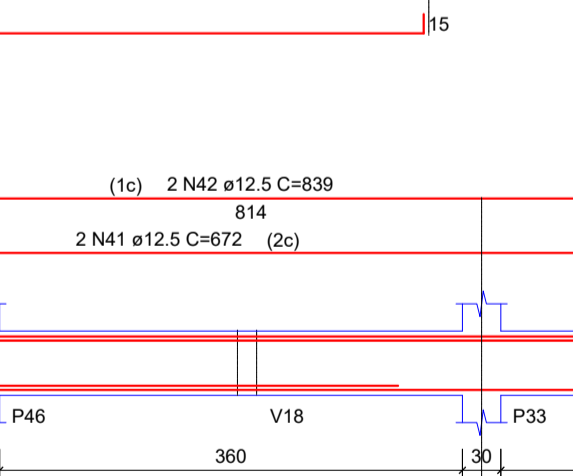 15
(1c) 2 N42 ø12.5 C=839
814
2 N41 ø12.5 C=672 (2c)
P46 V18 P33
360 30